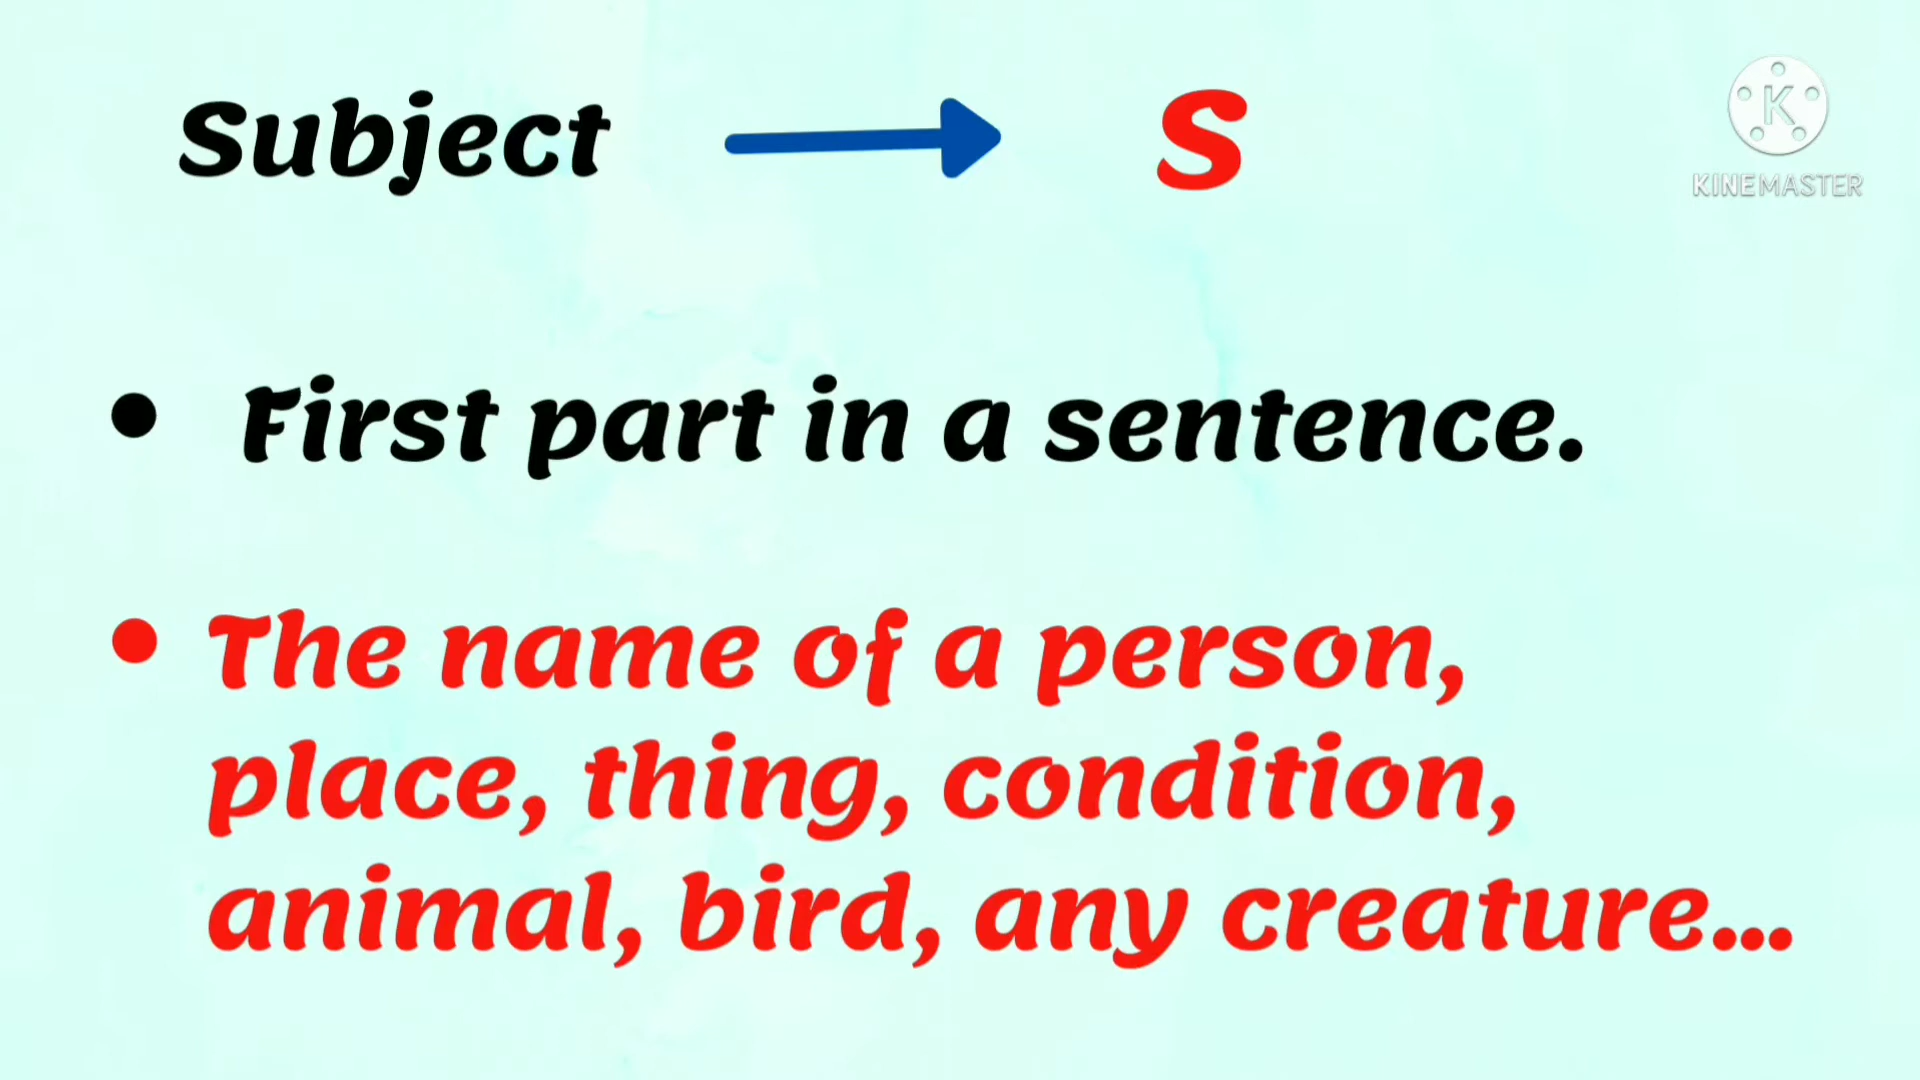 Subject → S
K
KINEMASTER
• First part in a sentence.
• The name of a person,
place, thing, condition,
animal, bird, any creature...